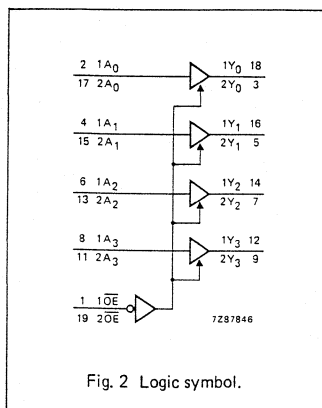 2 1A0 1Y0 18
17 2A0 2Y0 3
4 1A1 1Y1 16
15 2A1 2Y1 5
6 1A2 1Y2 14
13 2A2 2Y2 7
8 1A3 1Y3 12
11 2A3 2Y3 9
1 1O̅E̅
19 2O̅E̅
7Z87846
Fig. 2 Logic symbol.